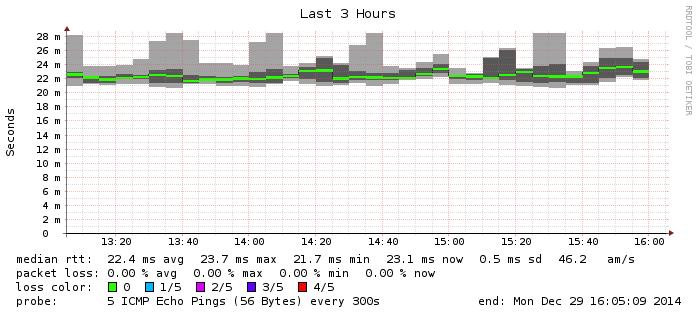 Last 3 Hours
RRDTOOL / TOBI OETIKER
Seconds
28 m
26 m
24 m
22 m
20 m
18 m
16 m
14 m
12 m
10 m
8 m
6 m
4 m
2 m
0
13:20 13:40 14:00 14:20 14:40 15:00 15:20 15:40 16:00
median rtt: 22.4 ms avg 23.7 ms max 21.7 ms min 23.1 ms now 0.5 ms sd 46.2 am/s
packet loss: 0.00 % avg 0.00 % max 0.00 % min 0.00 % now
loss color: 0 1/5 2/5 3/5 4/5
probe: 5 ICMP Echo Pings (56 Bytes) every 300s end: Mon Dec 29 16:05:09 2014